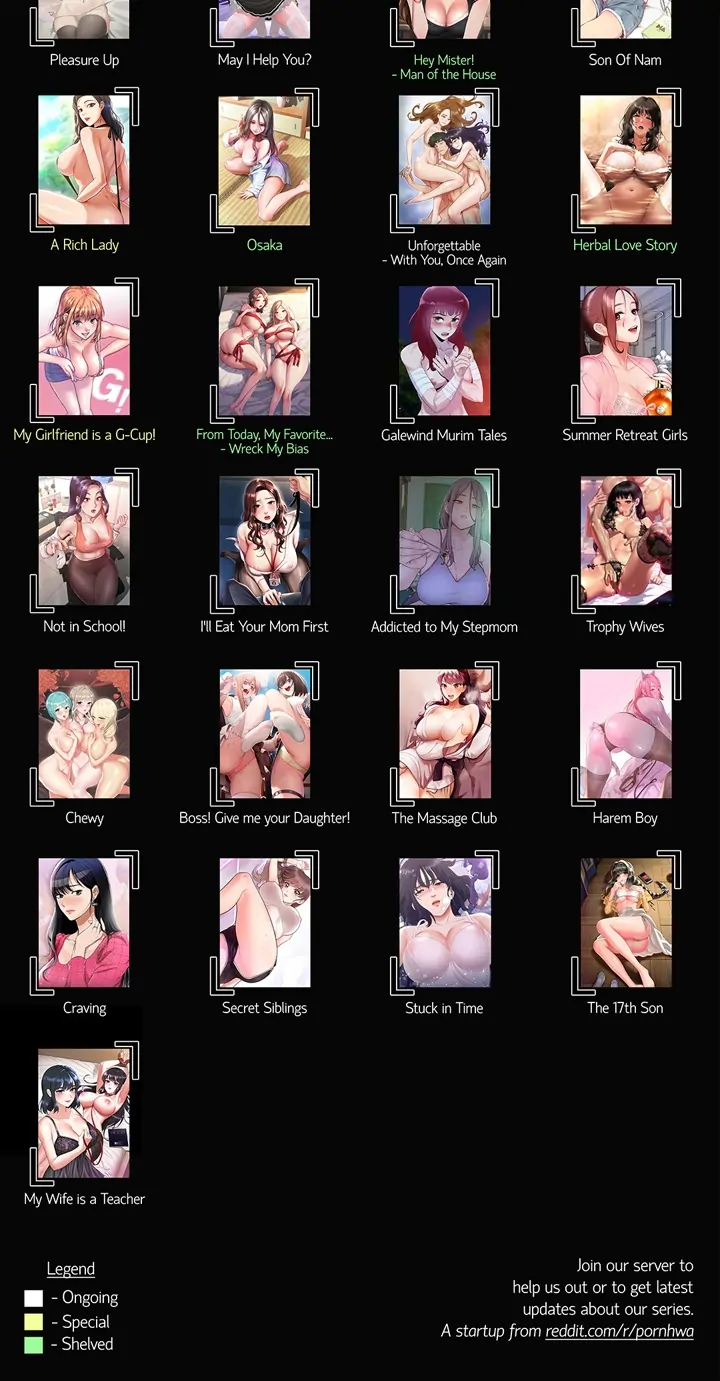 Pleasure Up
May I Help You?
Hey Mister!
- Man of the House
Son Of Nam
A Rich Lady
Osaka
Unforgettable
- With You, Once Again
Herbal Love Story
My Girlfriend is a G-Cup!
From Today, My Favorite...
- Wreck My Bias
Galewind Murim Tales
Summer Retreat Girls
G!
Not in School!
I'll Eat Your Mom First
Addicted to My Stepmom
Trophy Wives
Chewy
Boss! Give me your Daughter!
The Massage Club
Harem Boy
Craving
Secret Siblings
Stuck in Time
The 17th Son
My Wife is a Teacher
Legend
- Ongoing
- Special
- Shelved
Join our server to
help us out or to get latest
updates about our series.
A startup from reddit.com/r/pornhwa